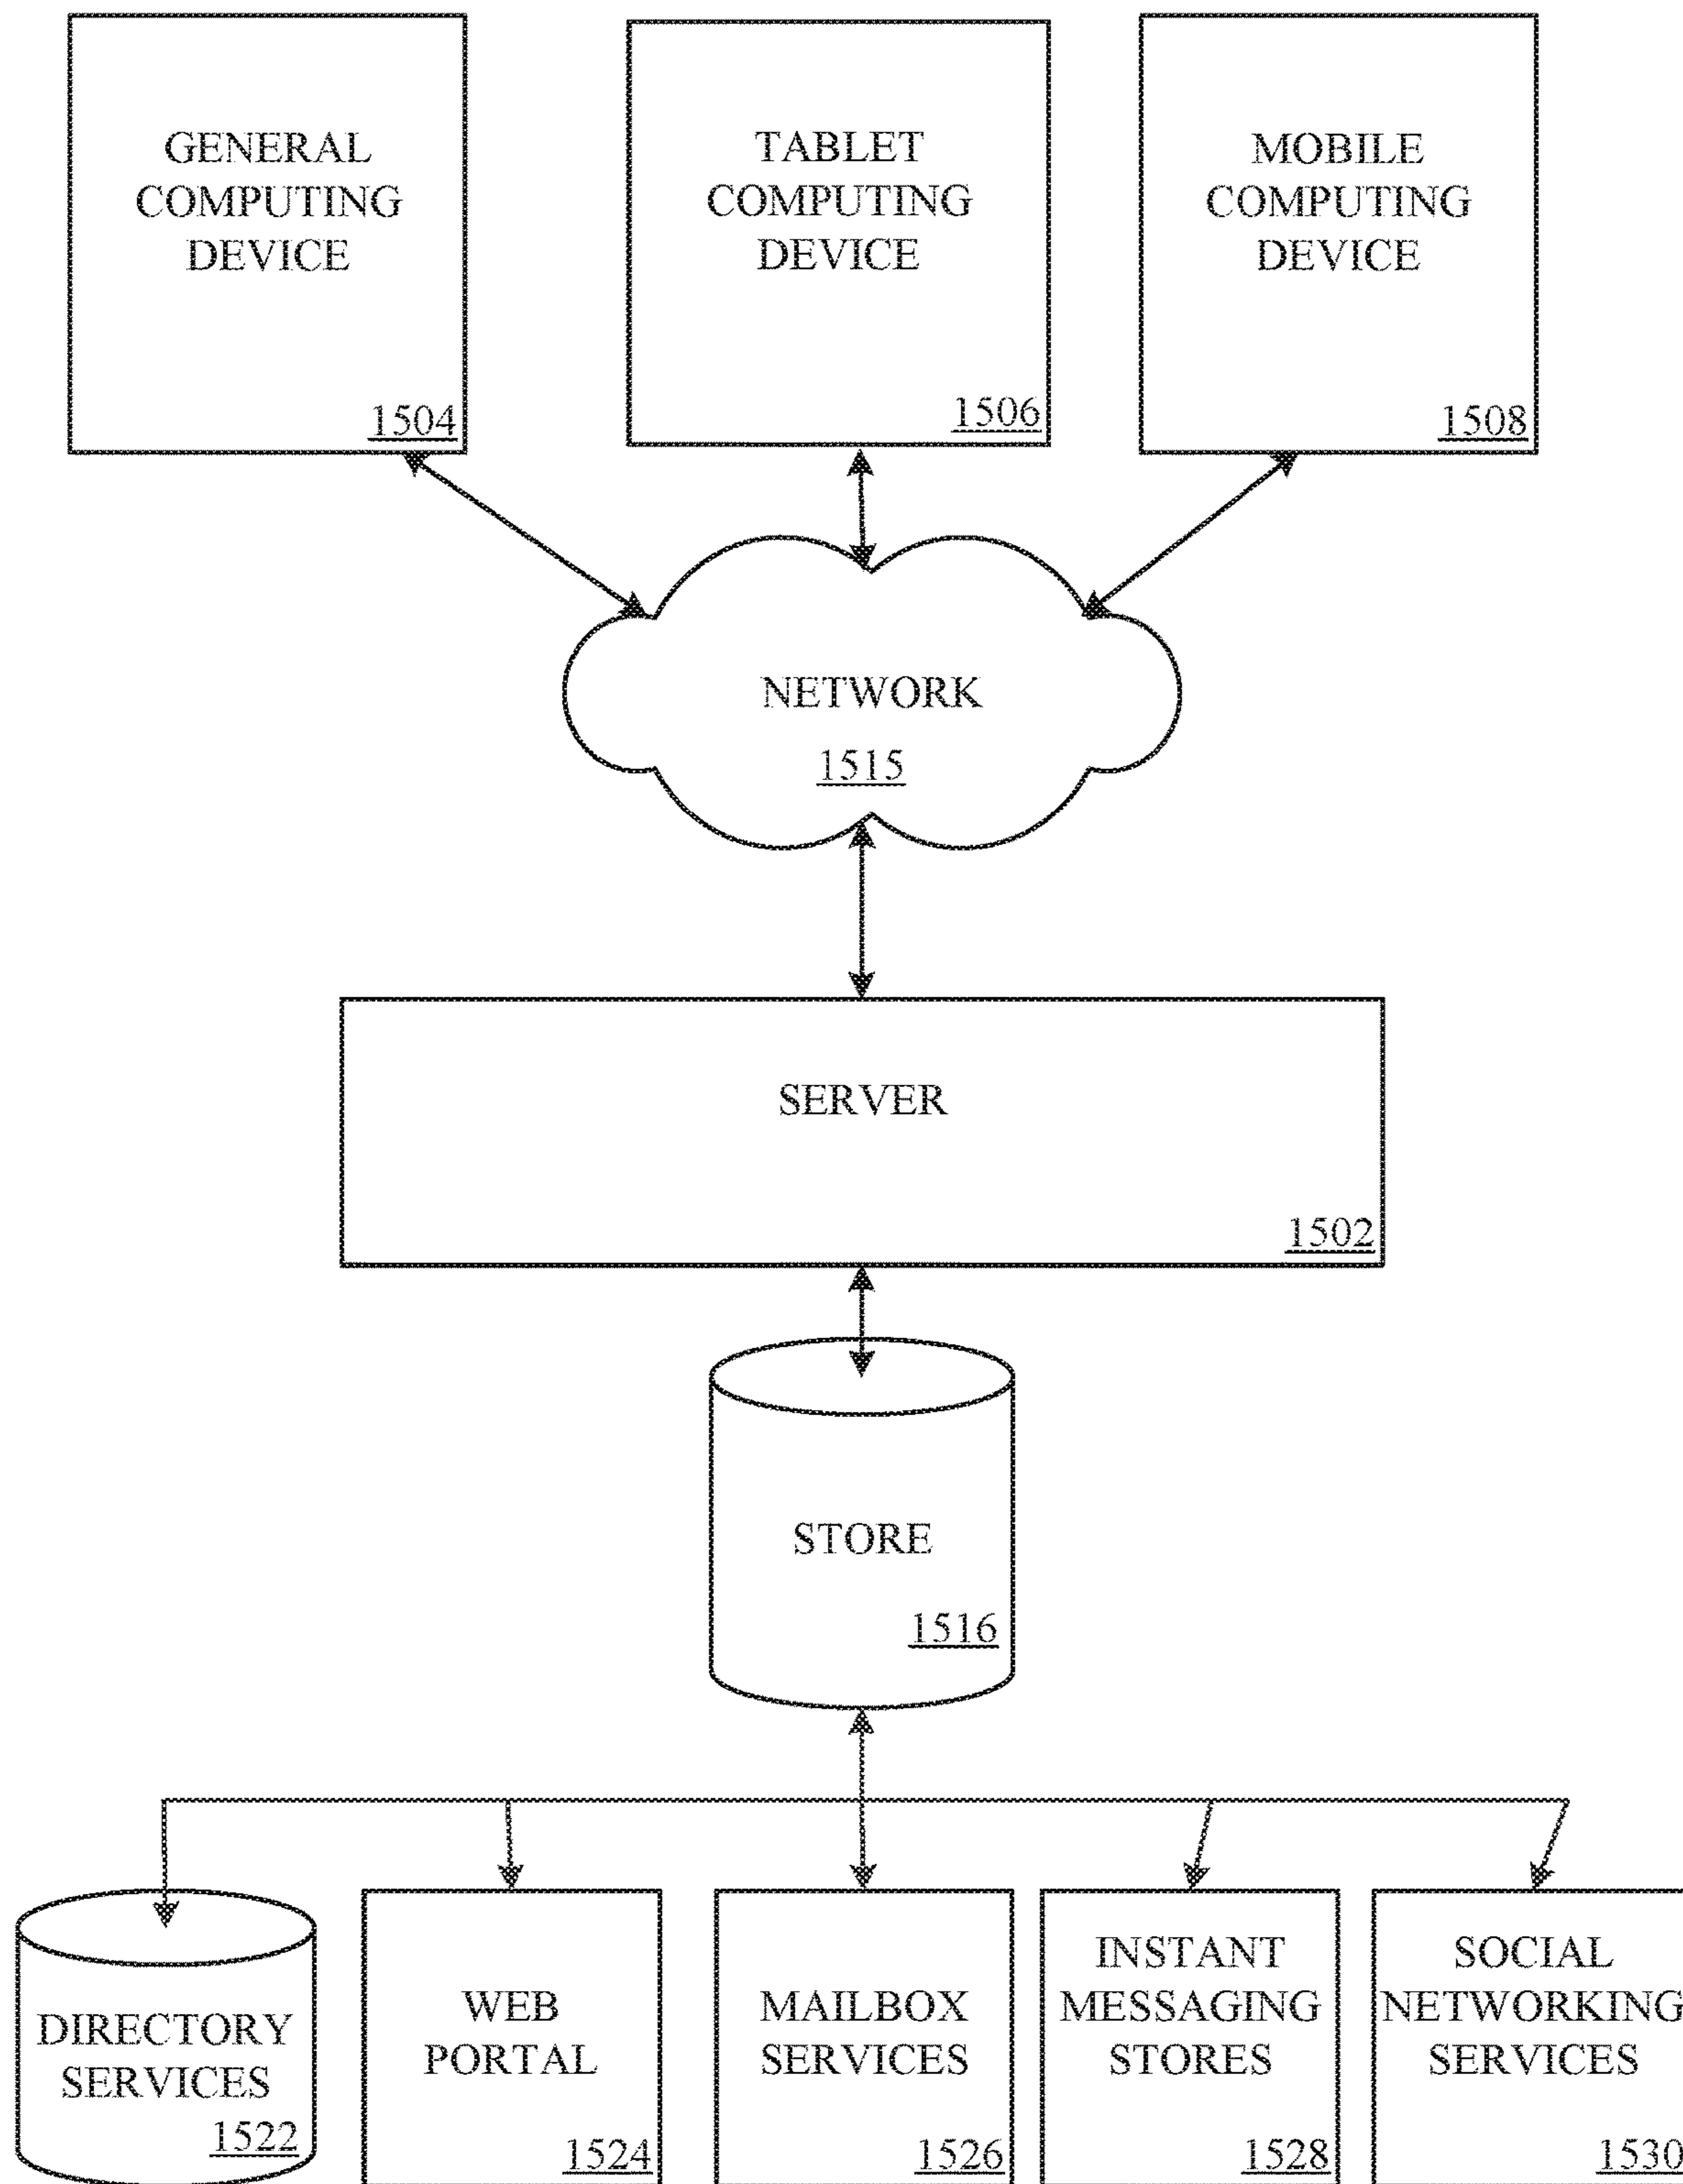 GENERAL
COMPUTING
DEVICE
1504
TABLET
COMPUTING
DEVICE
1506
MOBILE
COMPUTING
DEVICE
1508
NETWORK
1515
SERVER
1502
STORE
1516
DIRECTORY
SERVICES
1522
WEB
PORTAL
1524
MAILBOX
SERVICES
1526
INSTANT
MESSAGING
STORES
1528
SOCIAL
NETWORKING
SERVICES
1530